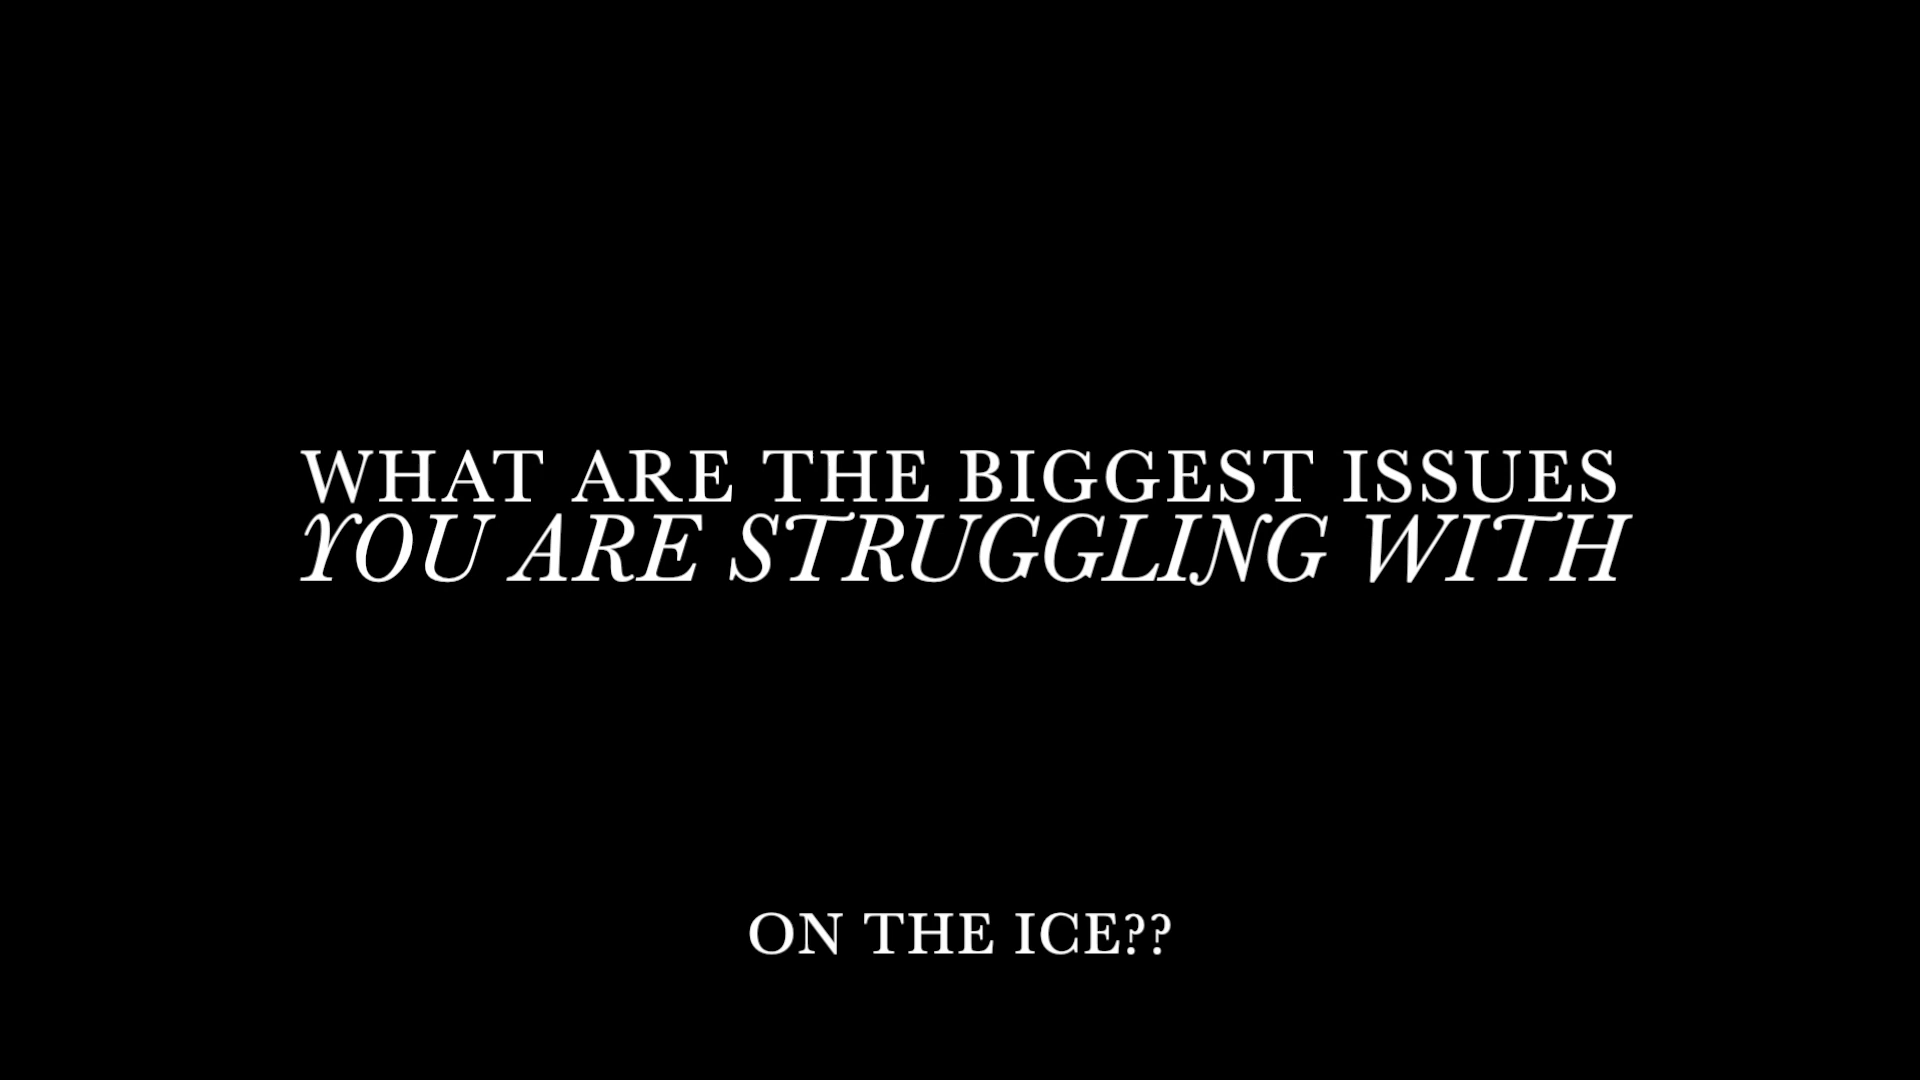 WHAT ARE THE BIGGEST ISSUES
YOU ARE STRUGGLING WITH
ON THE ICE??